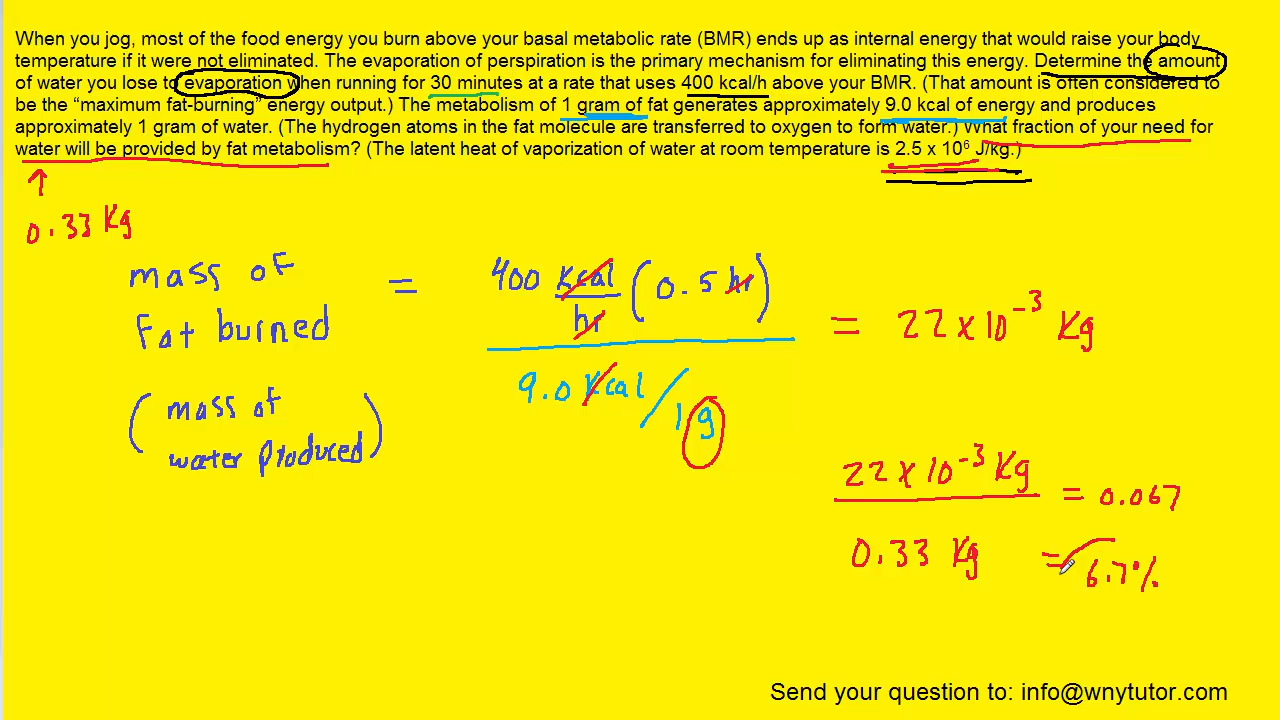 When you jog, most of the food energy you burn above your basal metabolic rate (BMR) ends up as internal energy that would raise your body
temperature if it were not eliminated. The evaporation of perspiration is the primary mechanism for eliminating this energy. Determine the amount
of water you lose to evaporation when running for 30 minutes at a rate that uses 400 kcal/h above your BMR. (That amount is often considered to
be the “maximum fat-burning” energy output.) The metabolism of 1 gram of fat generates approximately 9.0 kcal of energy and produces
approximately 1 gram of water. (The hydrogen atoms in the fat molecule are transferred to oxygen to form water.) What fraction of your need for
water will be provided by fat metabolism? (The latent heat of vaporization of water at room temperature is 2.5 x 10⁶ J/kg.)
0.33 Kg
mass of
Fat burned
(mass of
water produced)
=
400 kcal/hr (0.5 hr)
9.0 Kcal/1g
= 22 x 10⁻³ Kg
22 x 10⁻³ Kg
0.33 Kg
= 0.067
= 6.7%
Send your question to: info@wnytutor.com